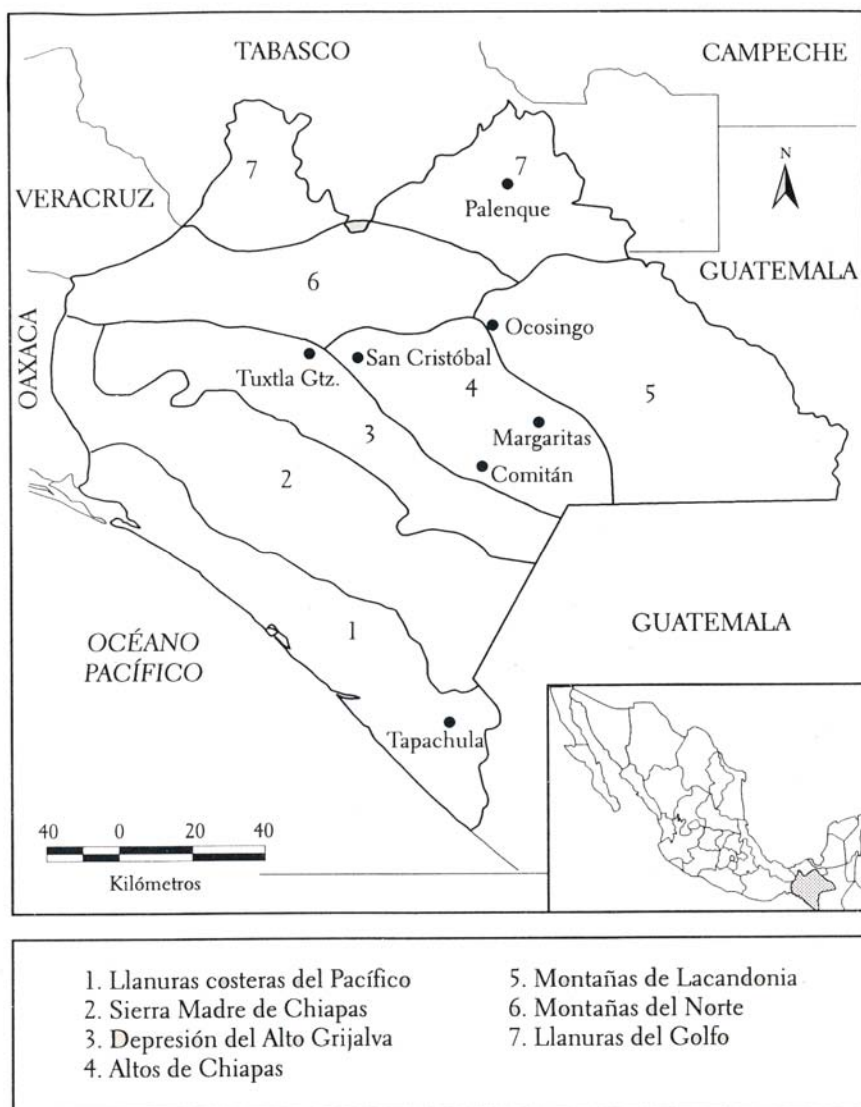 TABASCO
CAMPECHE
7
7
N
VERACRUZ
Palenque
GUATEMALA
6
OAXACA
Ocosingo
Tuxtla Gtz.
San Cristóbal
4
5
3
Margaritas
2
Comitán
1
GUATEMALA
OCÉANO
PACÍFICO
Tapachula
40 0 20 40
Kilómetros
1. Llanuras costeras del Pacífico
2. Sierra Madre de Chiapas
3. Depresión del Alto Grijalva
4. Altos de Chiapas
5. Montañas de Lacandonia
6. Montañas del Norte
7. Llanuras del Golfo